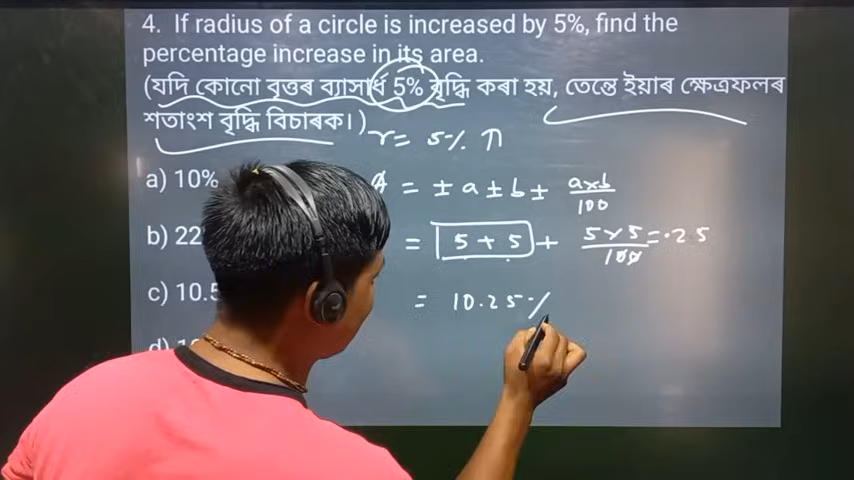 4. If radius of a circle is increased by 5%, find the
percentage increase in its area.
(যদি কোনো বৃত্তৰ ব্যাসাৰ্ধ 5% বৃদ্ধি কৰা হয়, তেন্তে ইয়াৰ ক্ষেত্ৰফলৰ
শতাংশ বৃদ্ধি বিচাৰক।)
r = 5% ↑
a) 10%
= ± a ± b ± a×b/100
b) 22
= 5 + 5 + 5×5/100 = .25
c) 10.5
= 10.25%
d)